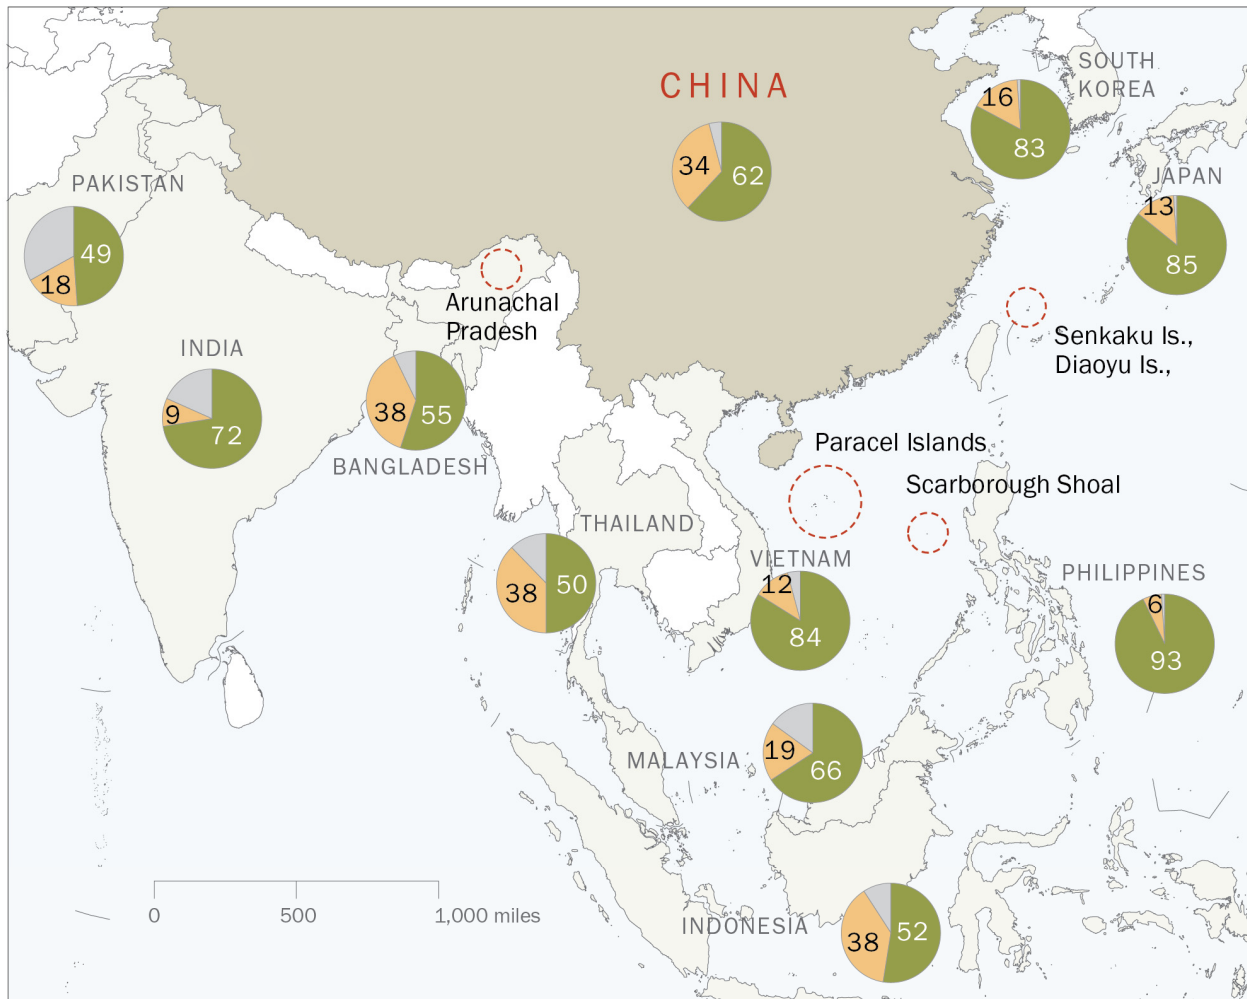 CHINA
34
62
SOUTH
KOREA
16
83
JAPAN
13
85
PAKISTAN
49
18
Arunachal
Pradesh
Senkaku Is.,
Diaoyu Is.,
INDIA
9
72
38
55
BANGLADESH
Paracel Islands
Scarborough Shoal
THAILAND
50
38
VIETNAM
12
84
PHILIPPINES
6
93
MALAYSIA
19
66
INDONESIA
38
52
0
500
1,000 miles